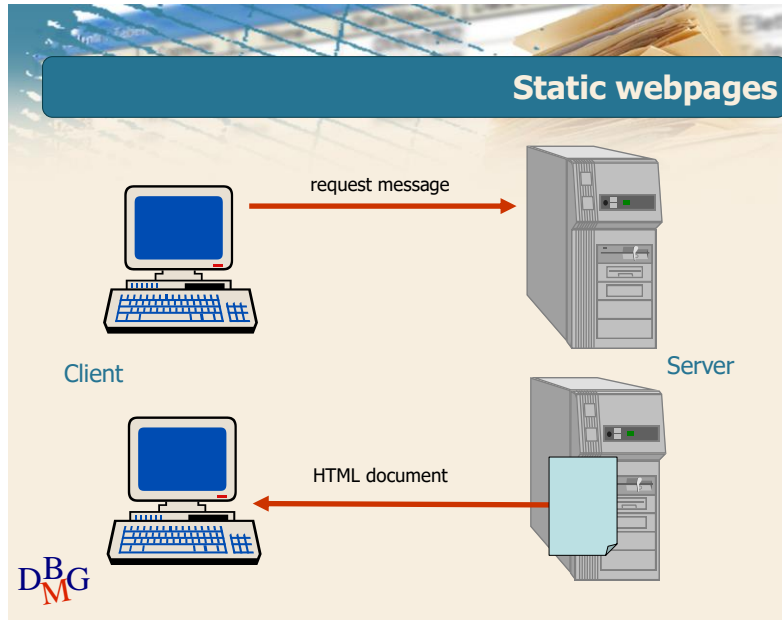 Static webpages
request message
Client
Server
HTML document
DBMG